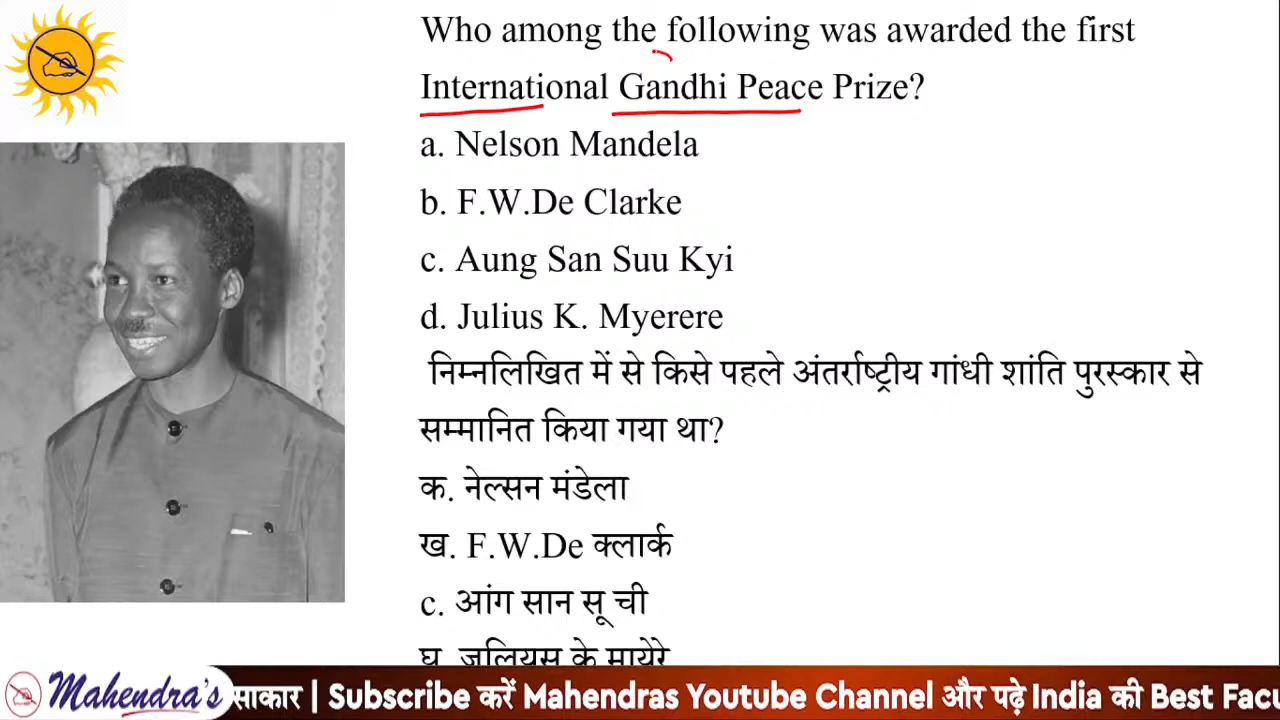 Who among the following was awarded the first
International Gandhi Peace Prize?
a. Nelson Mandela
b. F.W.De Clarke
c. Aung San Suu Kyi
d. Julius K. Myerere
निम्नलिखित में से किसे पहले अंतर्राष्ट्रीय गांधी शांति पुरस्कार से
सम्मानित किया गया था?
क. नेल्सन मंडेला
ख. F.W.De क्लार्क
c. आंग सान सू ची
घ. जूलियस के मायेरे
Mahendra's साकार | Subscribe करें Mahendras Youtube Channel और पढ़े India की Best Facu